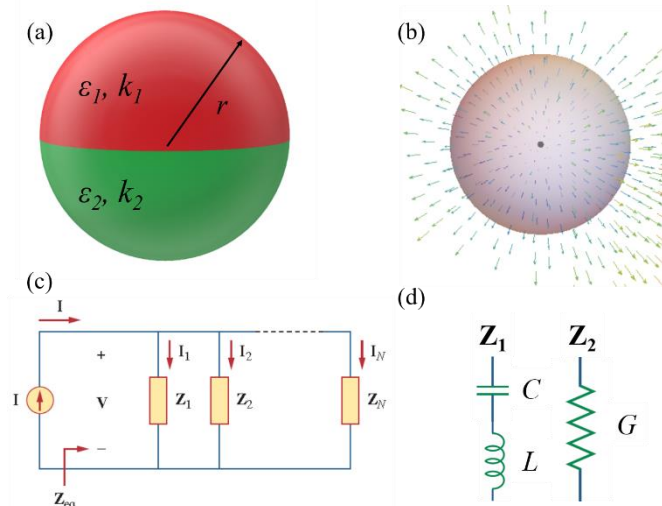 (a)
ε1, k1
r
ε2, k2
(b)
(c)
I
I1
I2
IN
+
I
V
Z1
Z2
ZN
−
Zeq
(d)
Z1
Z2
C
G
L